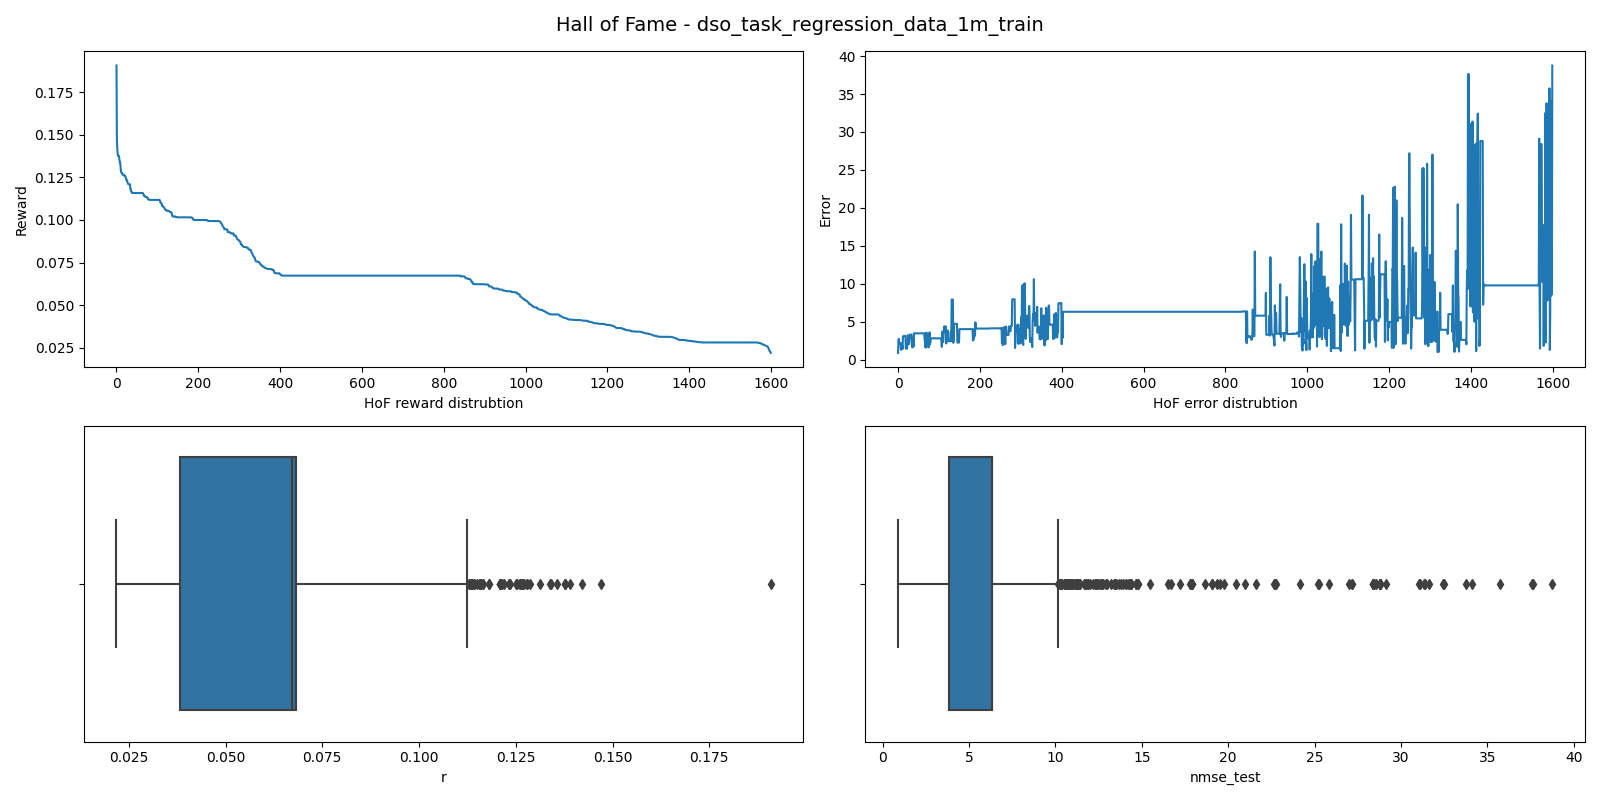 Hall of Fame - dso_task_regression_data_1m_train
Reward
0.175
0.150
0.125
0.100
0.075
0.050
0.025
0 200 400 600 800 1000 1200 1400 1600
HoF reward distrubtion
Error
40
35
30
25
20
15
10
5
0
0 200 400 600 800 1000 1200 1400 1600
HoF error distrubtion
0.025 0.050 0.075 0.100 0.125 0.150 0.175
r
0 5 10 15 20 25 30 35 40
nmse_test